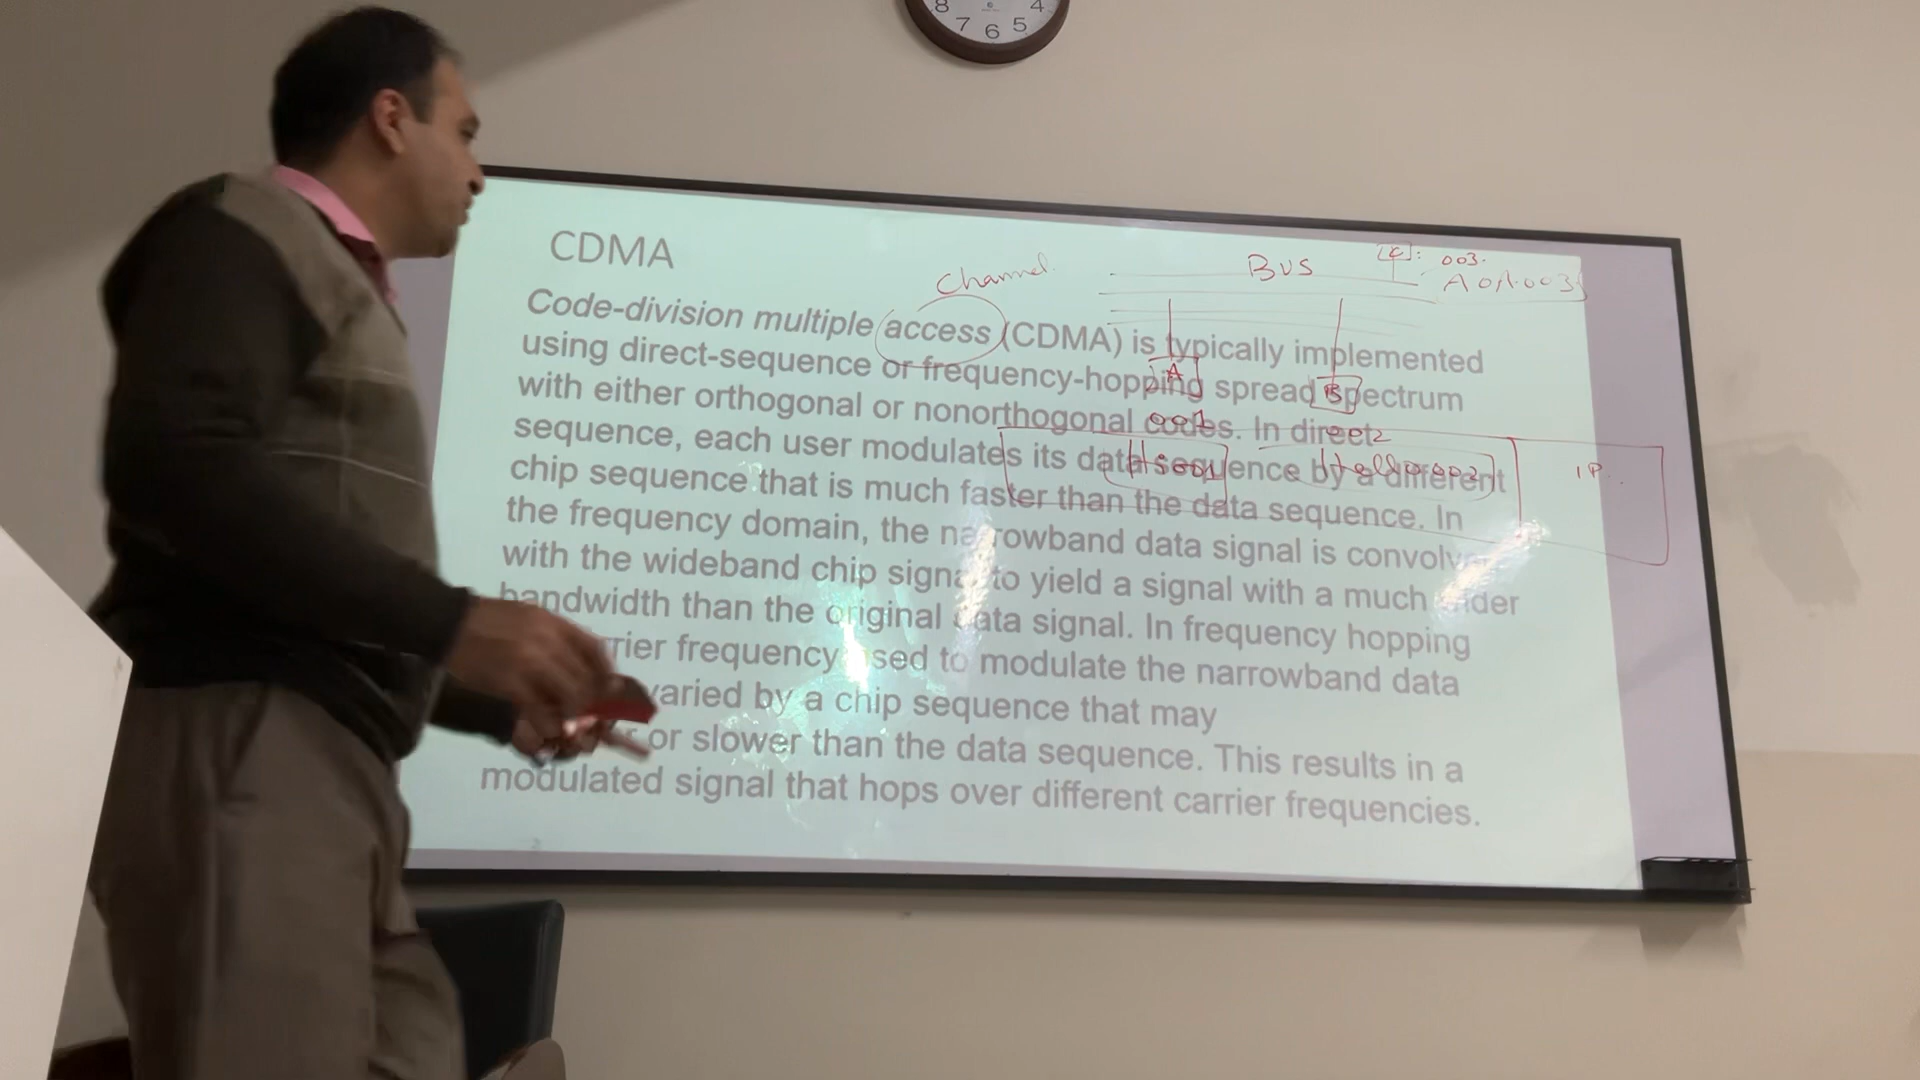 8 7 6 5 4
CDMA
Channel
BUS
[C]: 003.
Code-division multiple access (CDMA) is typically implemented
A
B
using direct-sequence or frequency-hopping spread spectrum
with either orthogonal or nonorthogonal codes. In direct
001
sequence, each user modulates its data sequence by a different
IP.
chip sequence that is much faster than the data sequence. In
the frequency domain, the narrowband data signal is
with the wideband chip signal to yield a signal with a much wider
bandwidth than the original data signal. In frequency hopping
frequency used to modulate the narrowband data
varied by a chip sequence that may
or slower than the data sequence. This results in a
modulated signal that hops over different carrier frequencies.